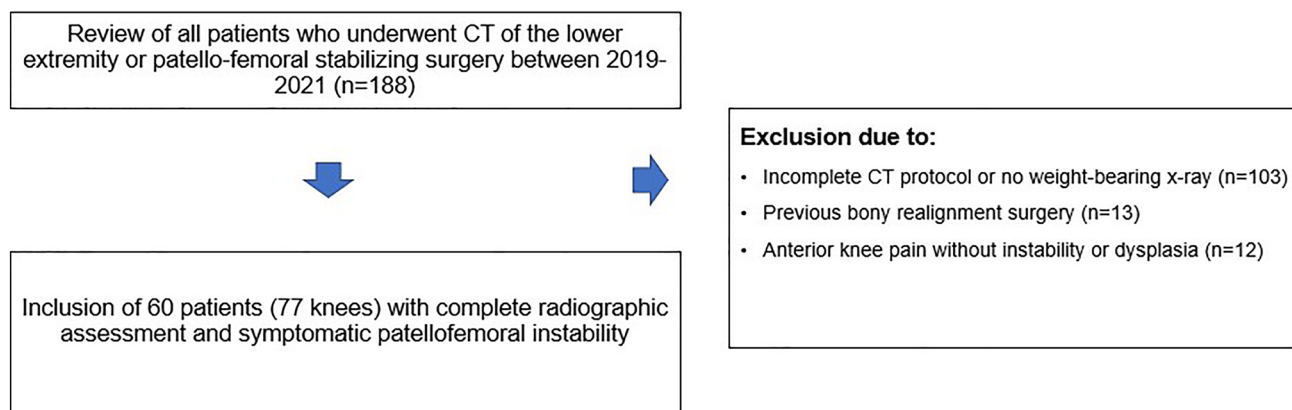 Review of all patients who underwent CT of the lower
extremity or patello-femoral stabilizing surgery between 2019-
2021 (n=188)
Exclusion due to:
• Incomplete CT protocol or no weight-bearing x-ray (n=103)
• Previous bony realignment surgery (n=13)
• Anterior knee pain without instability or dysplasia (n=12)
Inclusion of 60 patients (77 knees) with complete radiographic
assessment and symptomatic patellofemoral instability